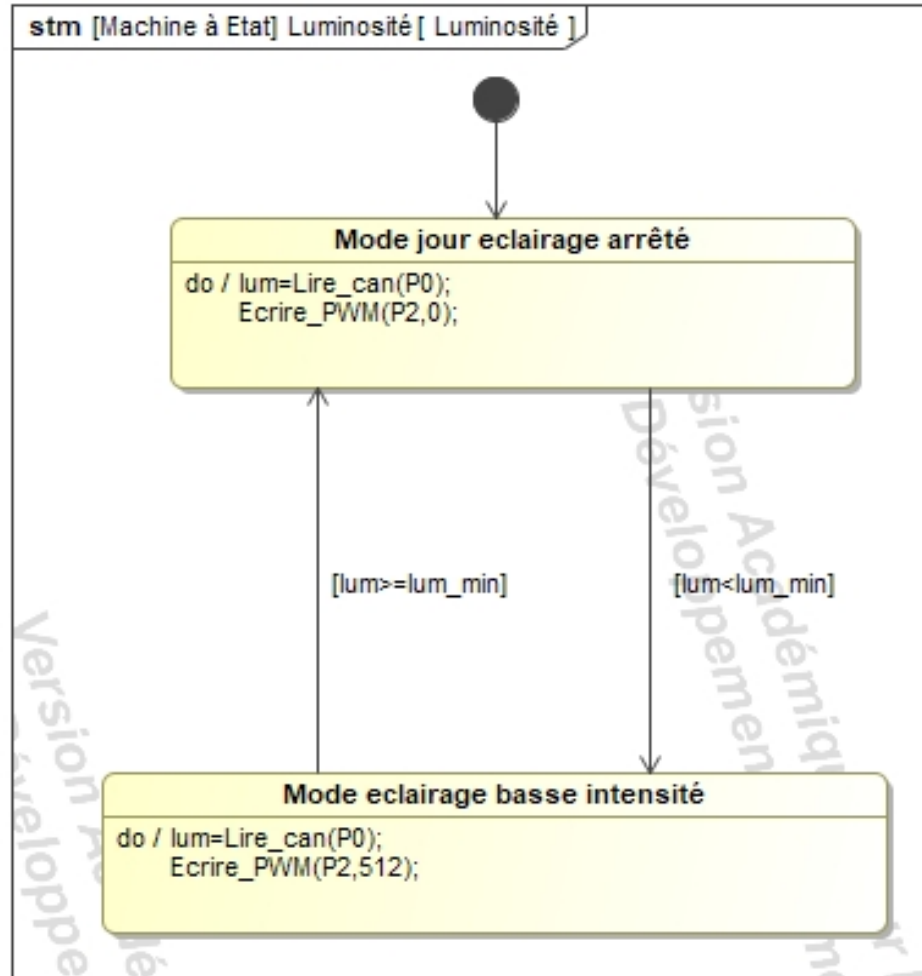 stm [Machine à Etat] Luminosité [ Luminosité ]
Mode jour eclairage arrêté
do / lum=Lire_can(P0);
Ecrire_PWM(P2,0);
[lum>=lum_min]
[lum<lum_min]
Mode eclairage basse intensité
do / lum=Lire_can(P0);
Ecrire_PWM(P2,512);